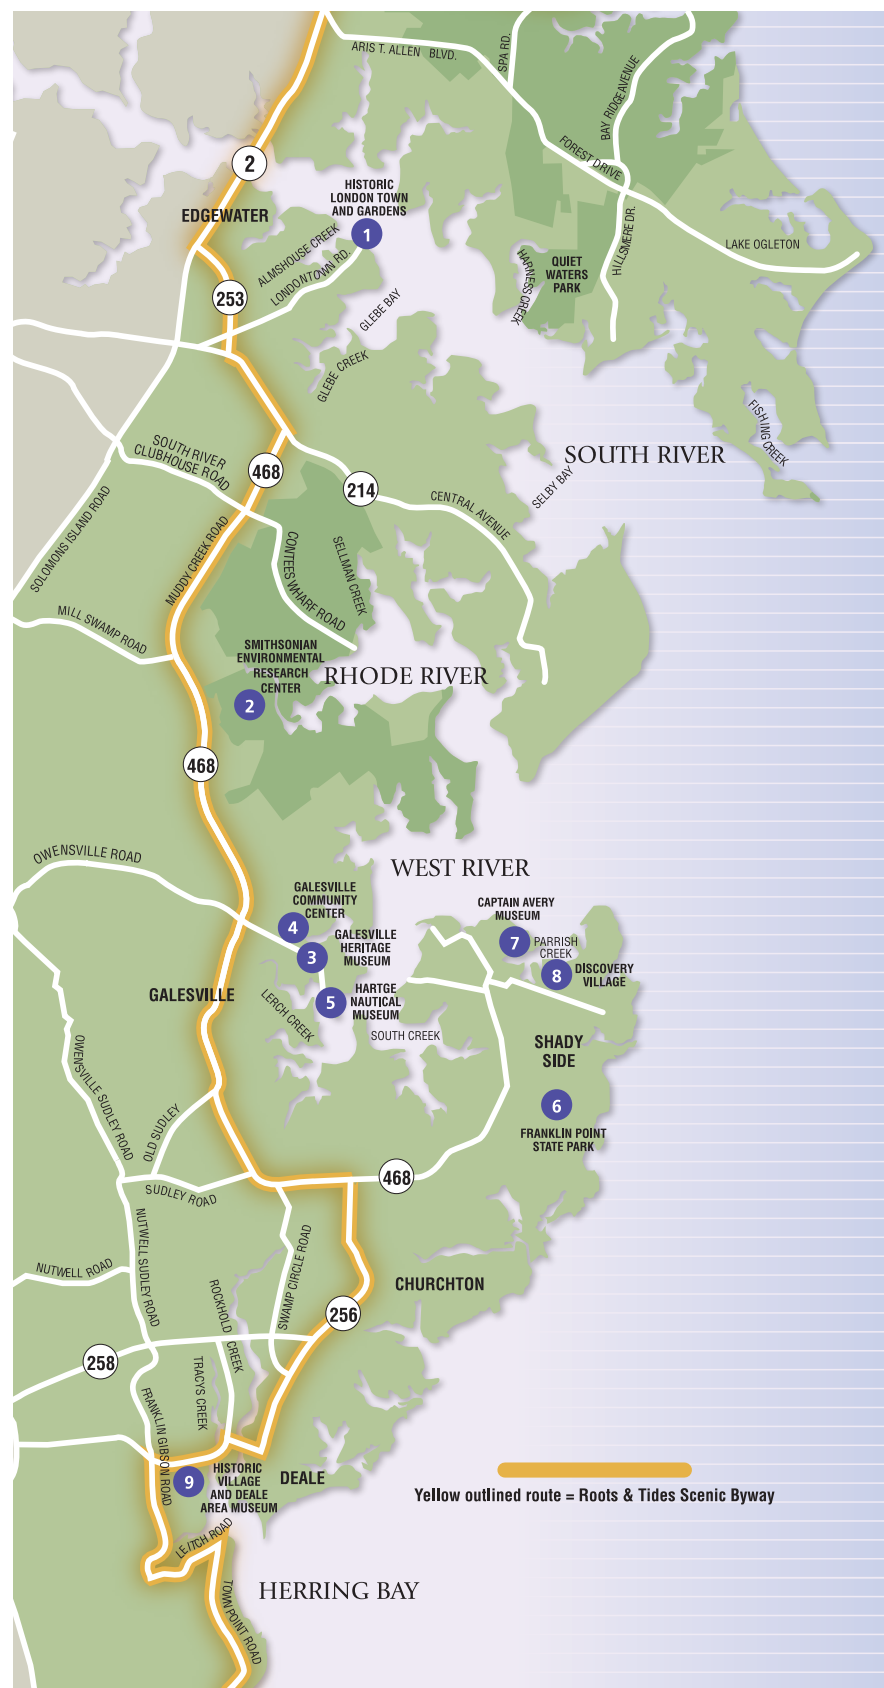 ARIS T. ALLEN BLVD.
SPA RD.
BAY RIDGE AVENUE
FOREST DRIVE
2
HISTORIC
LONDON TOWN
AND GARDENS
1
EDGEWATER
ALMSHOUSE CREEK
LONDONTOWN RD.
HILLSMERE DR.
LAKE OGLETON
HARNESS CREEK
QUIET
WATERS
PARK
253
GLEBE BAY
GLEBE CREEK
FISHING CREEK
SOUTH RIVER
SOUTH RIVER
CLUBHOUSE ROAD
468
214
CENTRAL AVENUE
SELBY BAY
SOLOMONS ISLAND ROAD
MUDDY CREEK ROAD
CONTEES WHARF ROAD
SELLMAN CREEK
MILL SWAMP ROAD
SMITHSONIAN
ENVIRONMENTAL
RESEARCH
CENTER
2
RHODE RIVER
468
OWENSVILLE ROAD
WEST RIVER
GALESVILLE
COMMUNITY
CENTER
4
GALESVILLE
HERITAGE
MUSEUM
3
CAPTAIN AVERY
MUSEUM
7
PARRISH
CREEK
8
DISCOVERY
VILLAGE
GALESVILLE
LERCH CREEK
5
HARTGE
NAUTICAL
MUSEUM
SOUTH CREEK
SHADY
SIDE
6
FRANKLIN POINT
STATE PARK
OWENSVILLE SUDLEY ROAD
OLD SUDLEY
SUDLEY ROAD
468
NUTWELL SUDLEY ROAD
NUTWELL ROAD
ROCKHOLD CREEK
SWAMP CIRCLE ROAD
CHURCHTON
256
258
TRACYS CREEK
FRANKLIN GIBSON ROAD
9
HISTORIC
VILLAGE
AND DEALE
AREA MUSEUM
DEALE
Yellow outlined route = Roots & Tides Scenic Byway
LEITCH ROAD
HERRING BAY
TOWN POINT ROAD